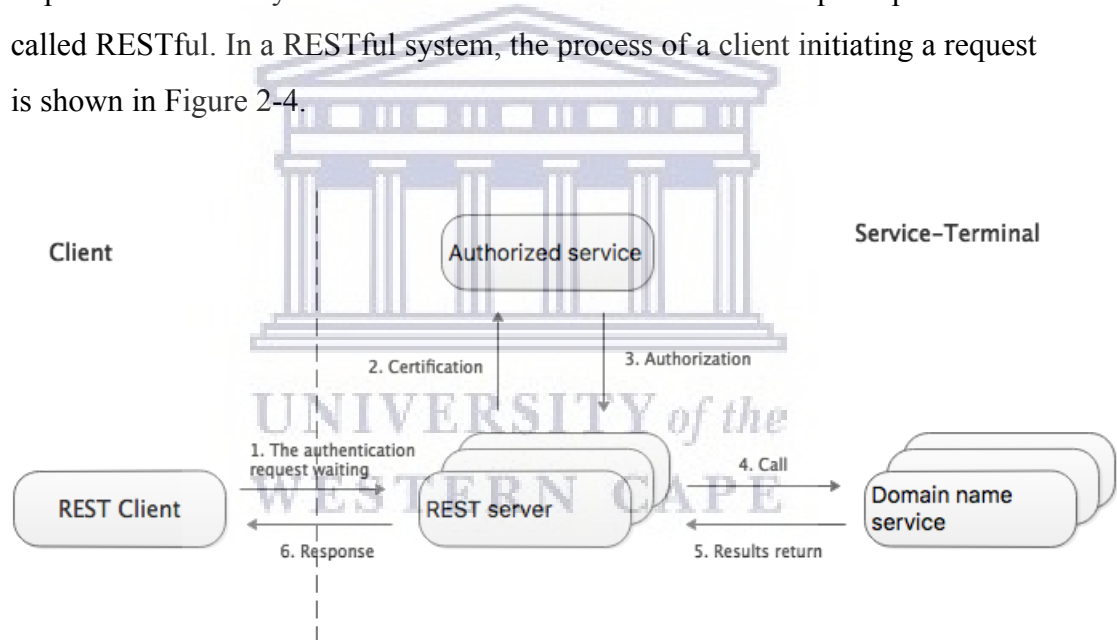 called RESTful. In a RESTful system, the process of a client initiating a request
is shown in Figure 2-4.
Client
Authorized service
Service-Terminal
2. Certification
3. Authorization
UNIVERSITY of the
WESTERN CAPE
1. The authentication
request waiting
4. Call
REST Client
REST server
Domain name
service
6. Response
5. Results return